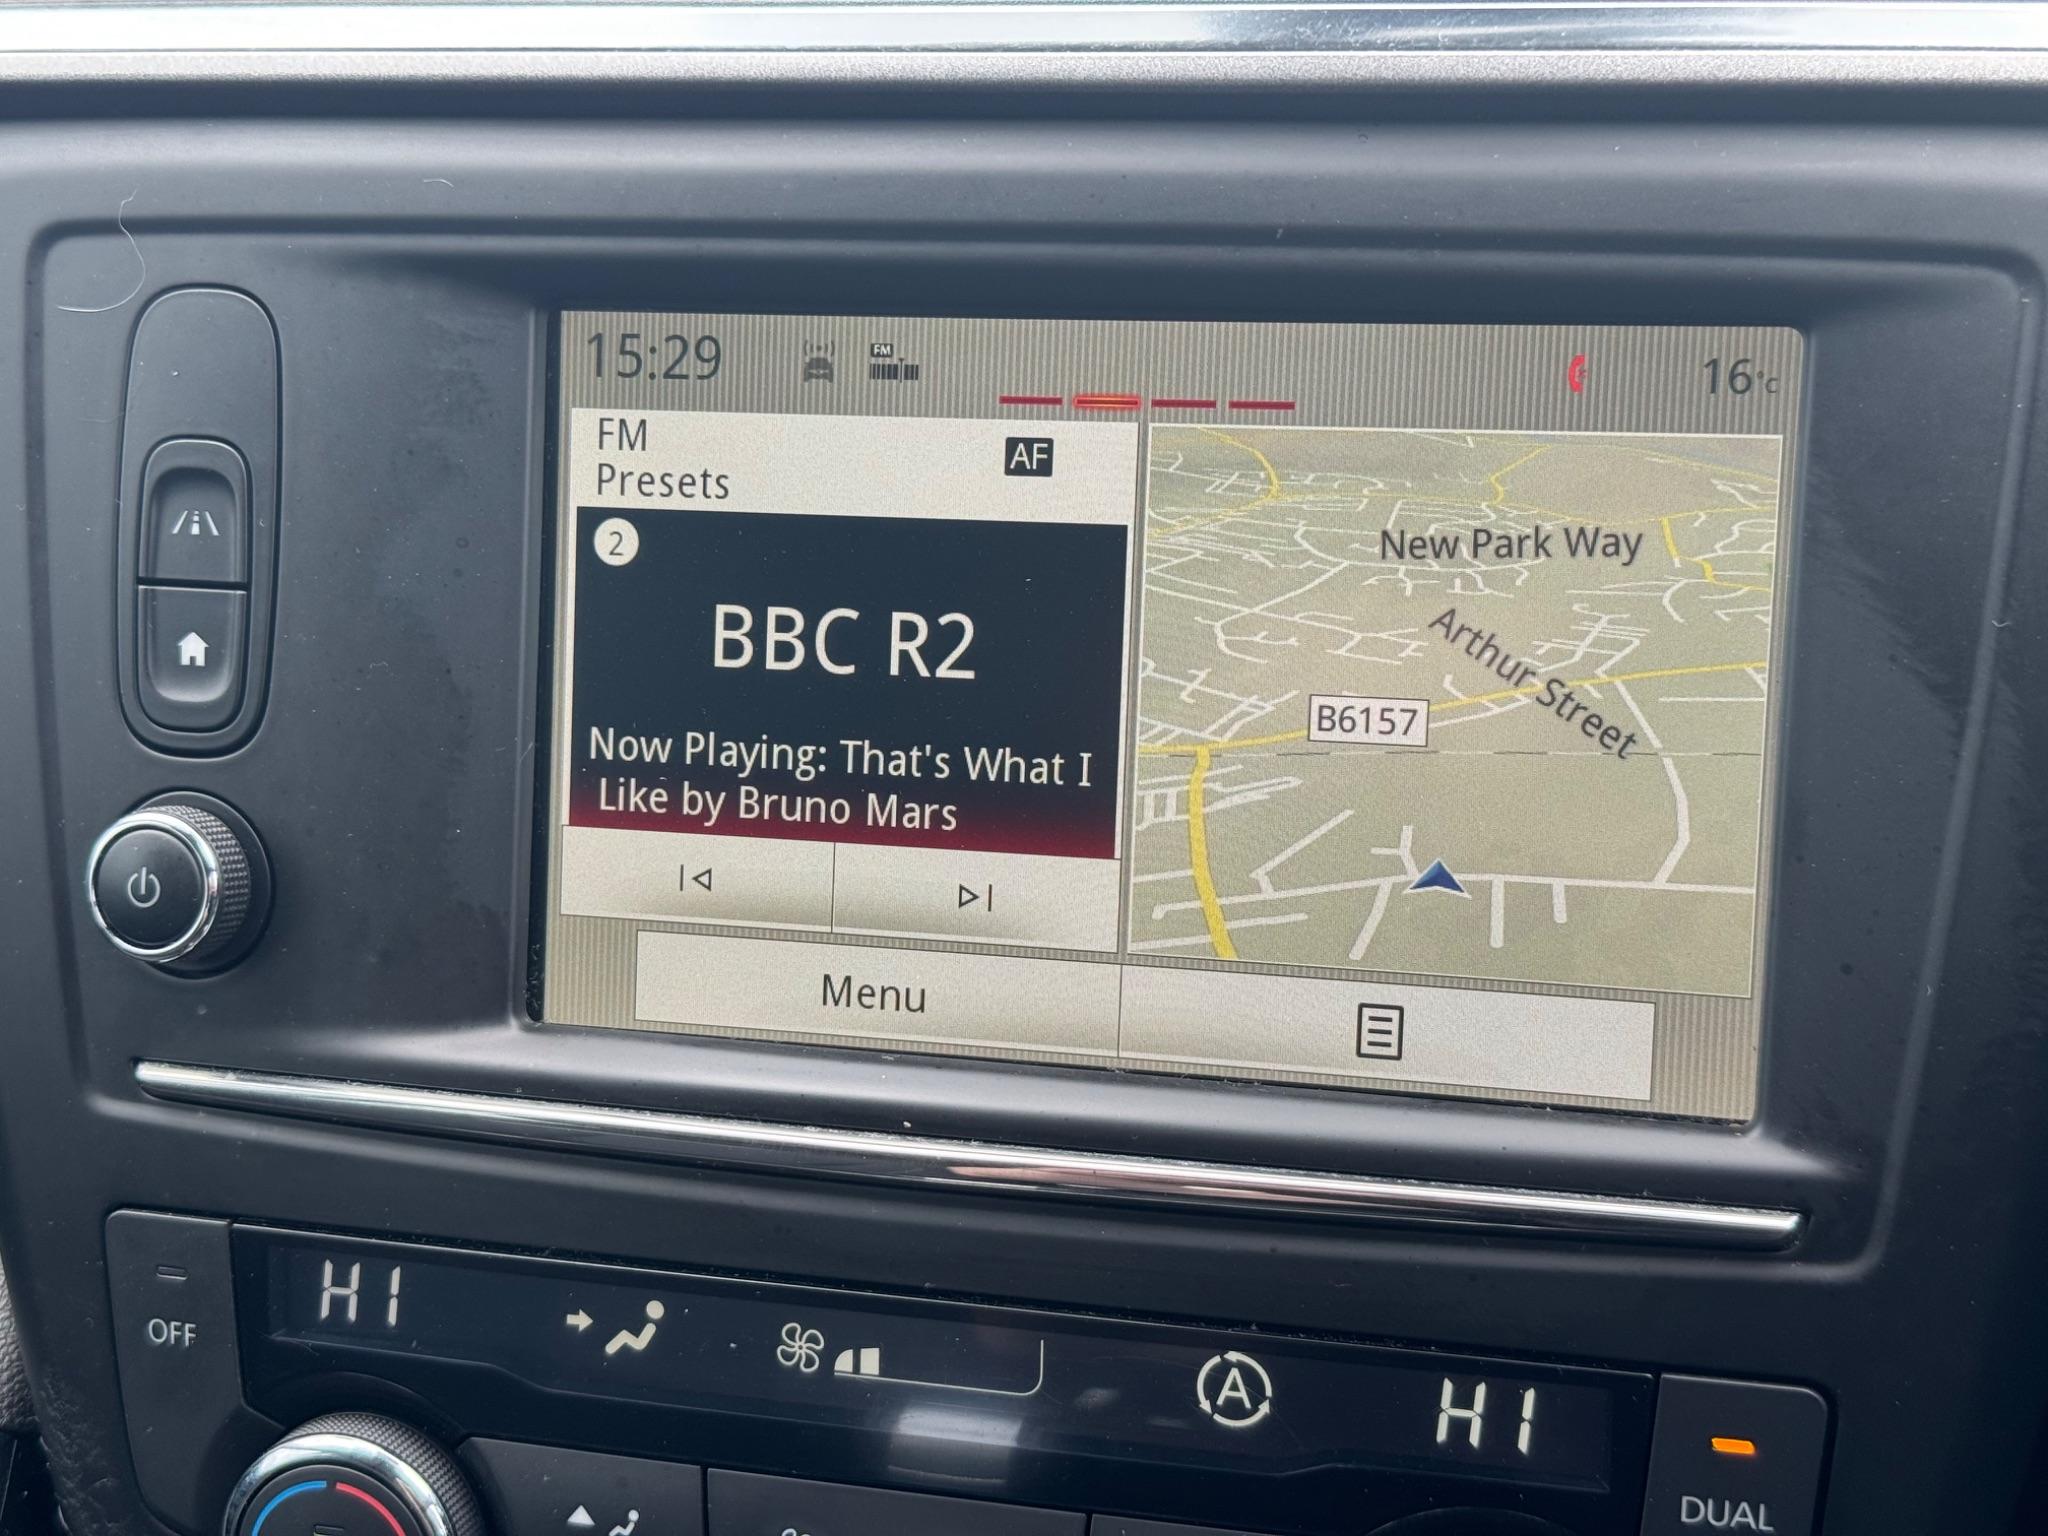 15:29
FM
16°C
FM
Presets
AF
2
BBC R2
Now Playing: That's What I
Like by Bruno Mars
New Park Way
Arthur Street
B6157
Menu
OFF
HI
A
HI
DUAL